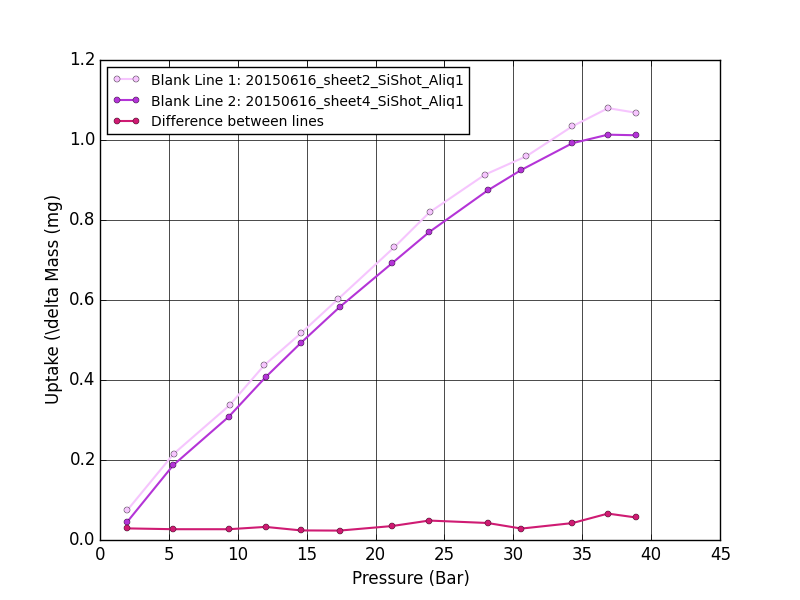 1.2
1.0
0.8
0.6
0.4
0.2
0.0
Uptake (\delta Mass (mg)
Blank Line 1: 20150616_sheet2_SiShot_Aliq1
Blank Line 2: 20150616_sheet4_SiShot_Aliq1
Difference between lines
0 5 10 15 20 25 30 35 40 45
Pressure (Bar)